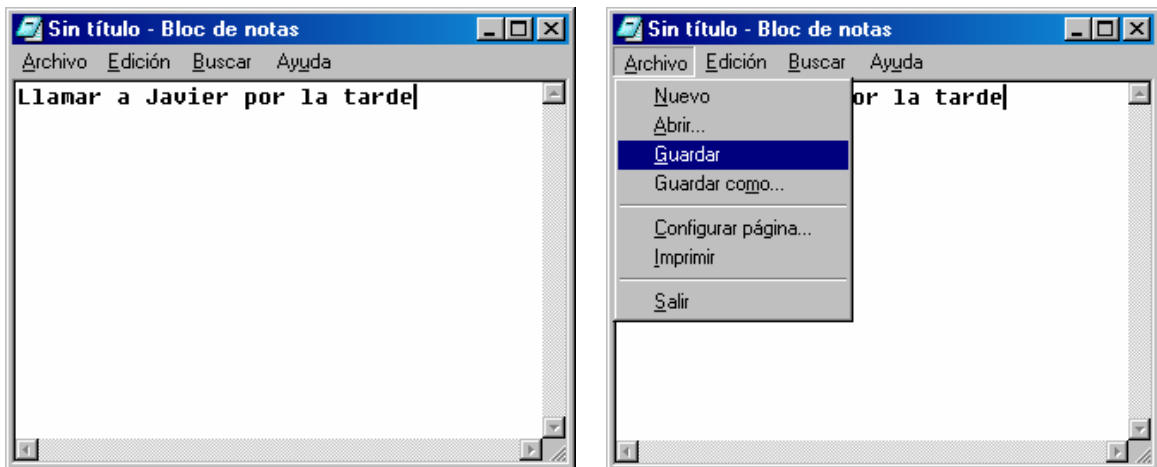 Sin título - Bloc de notas
Archivo Edición Buscar Ayuda
Llamar a Javier por la tarde
Sin título - Bloc de notas
Archivo Edición Buscar Ayuda
or la tarde
Nuevo
Abrir...
Guardar
Guardar como...
Configurar página...
Imprimir
Salir